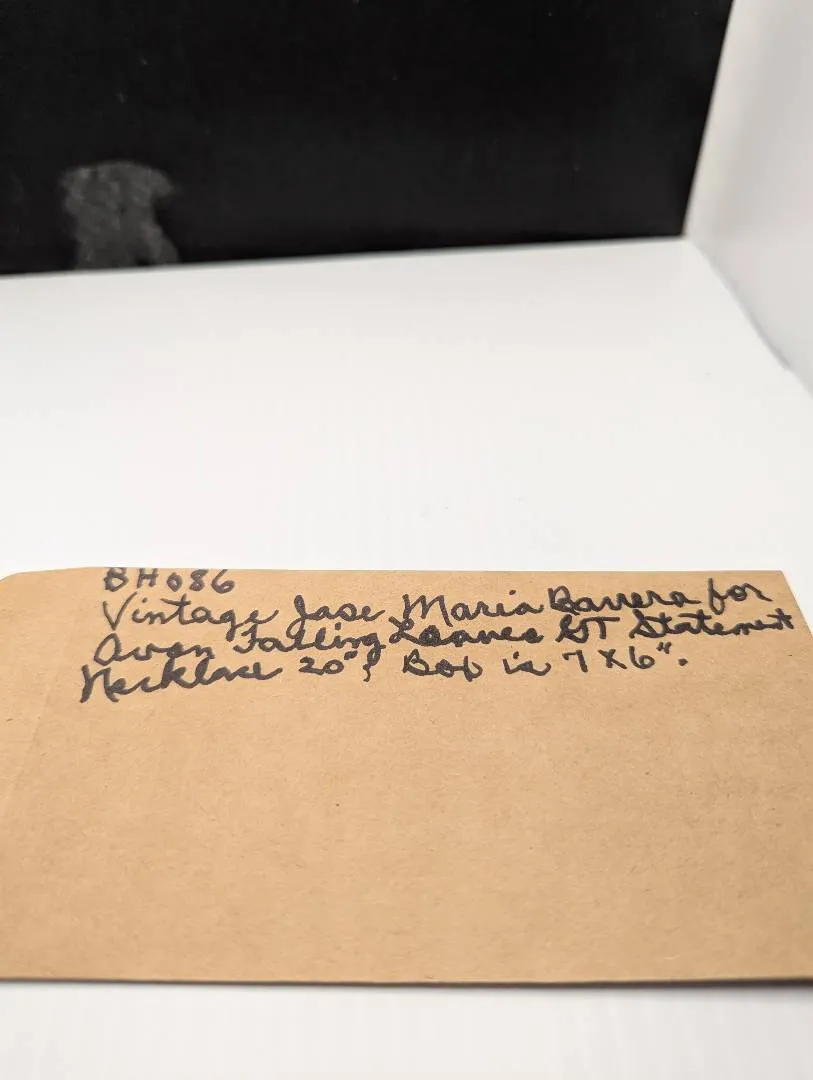 BH086
Vintage Jose Maria Barrera for
Avon Falling Leaves GT Statement
Necklace 20", Box is 7X6".